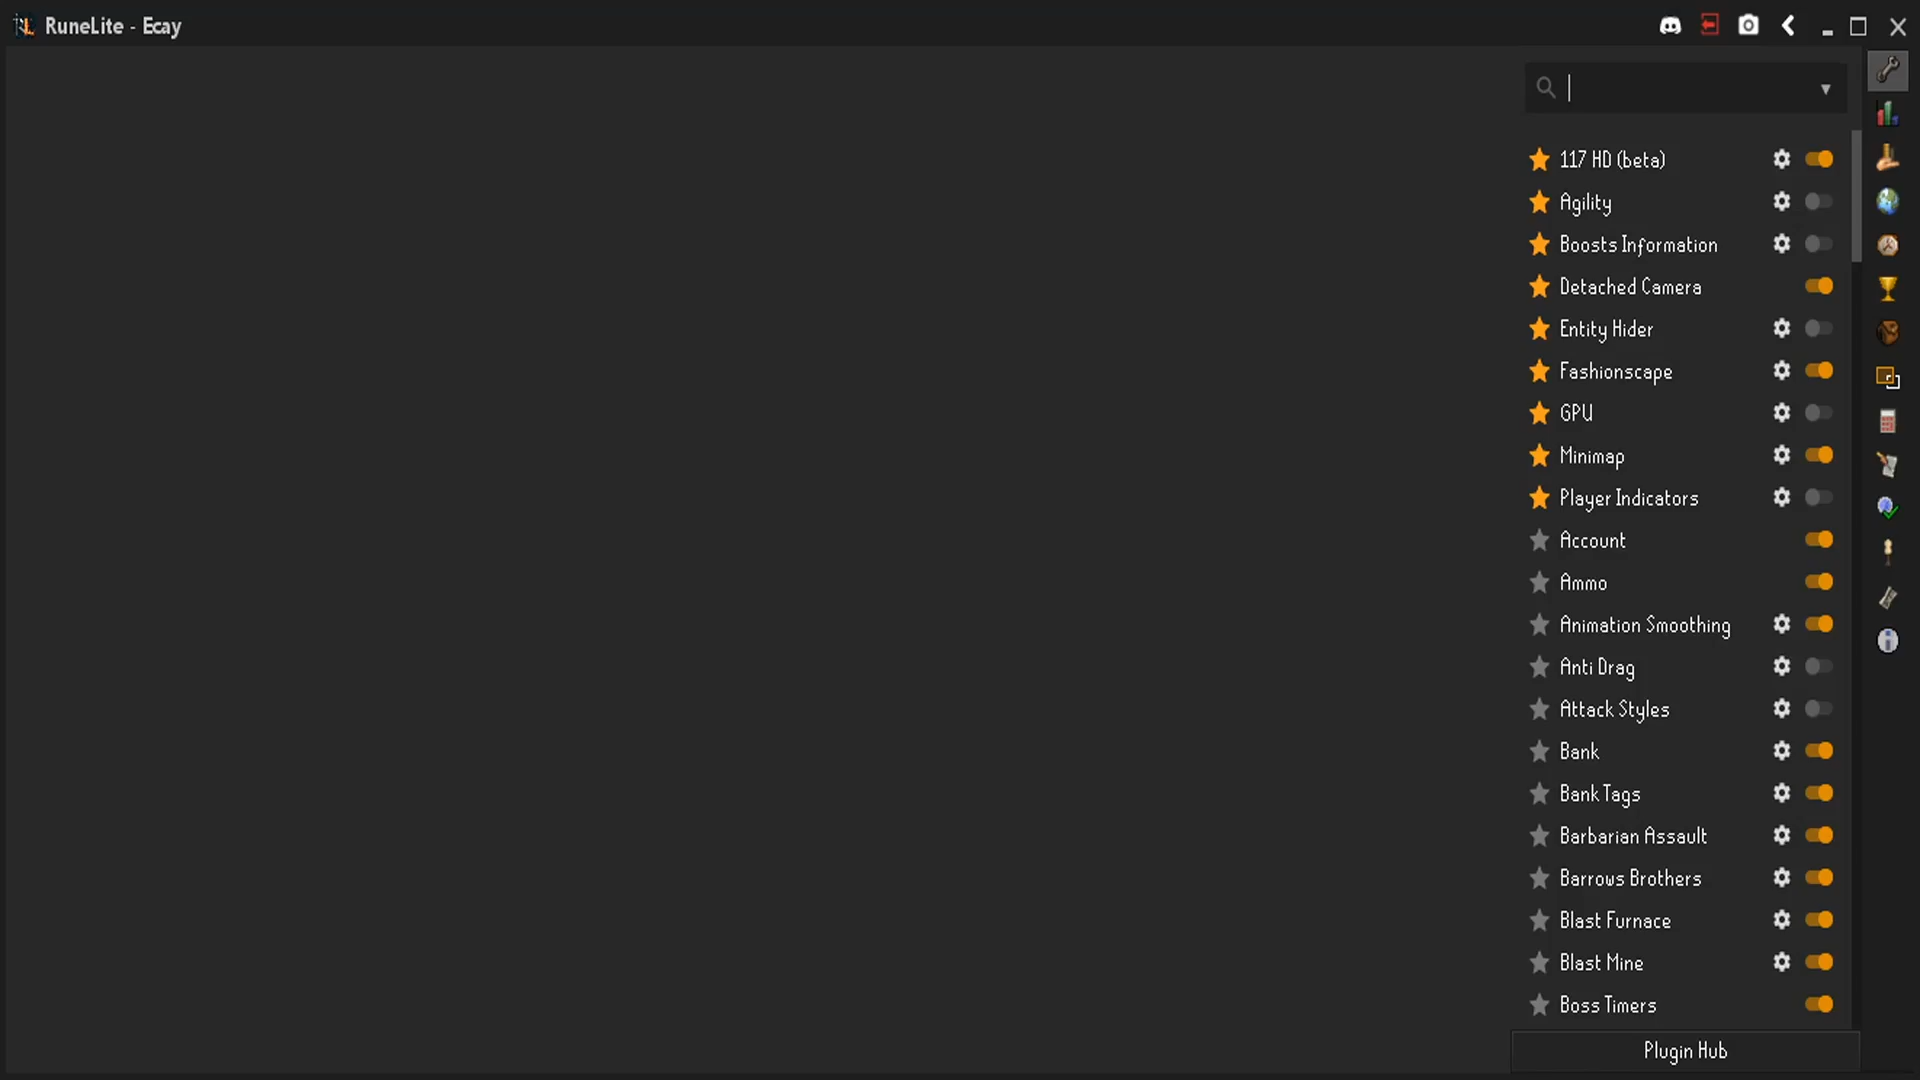 RuneLite - Ecay
117 HD (beta)
Agility
Boosts Information
Detached Camera
Entity Hider
Fashionscape
GPU
Minimap
Player Indicators
Account
Ammo
Animation Smoothing
Anti Drag
Attack Styles
Bank
Bank Tags
Barbarian Assault
Barrows Brothers
Blast Furnace
Blast Mine
Boss Timers
Plugin Hub